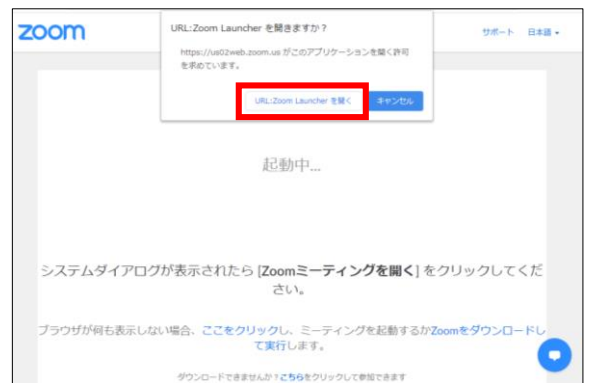 zoom
サポート 日本語
URL:Zoom Launcher を開きますか？
https://us02web.zoom.us がこのアプリケーションを開く許可
を求めています。
URL:Zoom Launcher を開く キャンセル
起動中...
システムダイアログが表示されたら [Zoomミーティングを開く] をクリックしてくだ
さい。
ブラウザが何も表示しない場合、ここをクリックし、ミーティングを起動するかZoomをダウンロードし
て実行します。
ダウンロードできませんか？こちらをクリックして参加できます